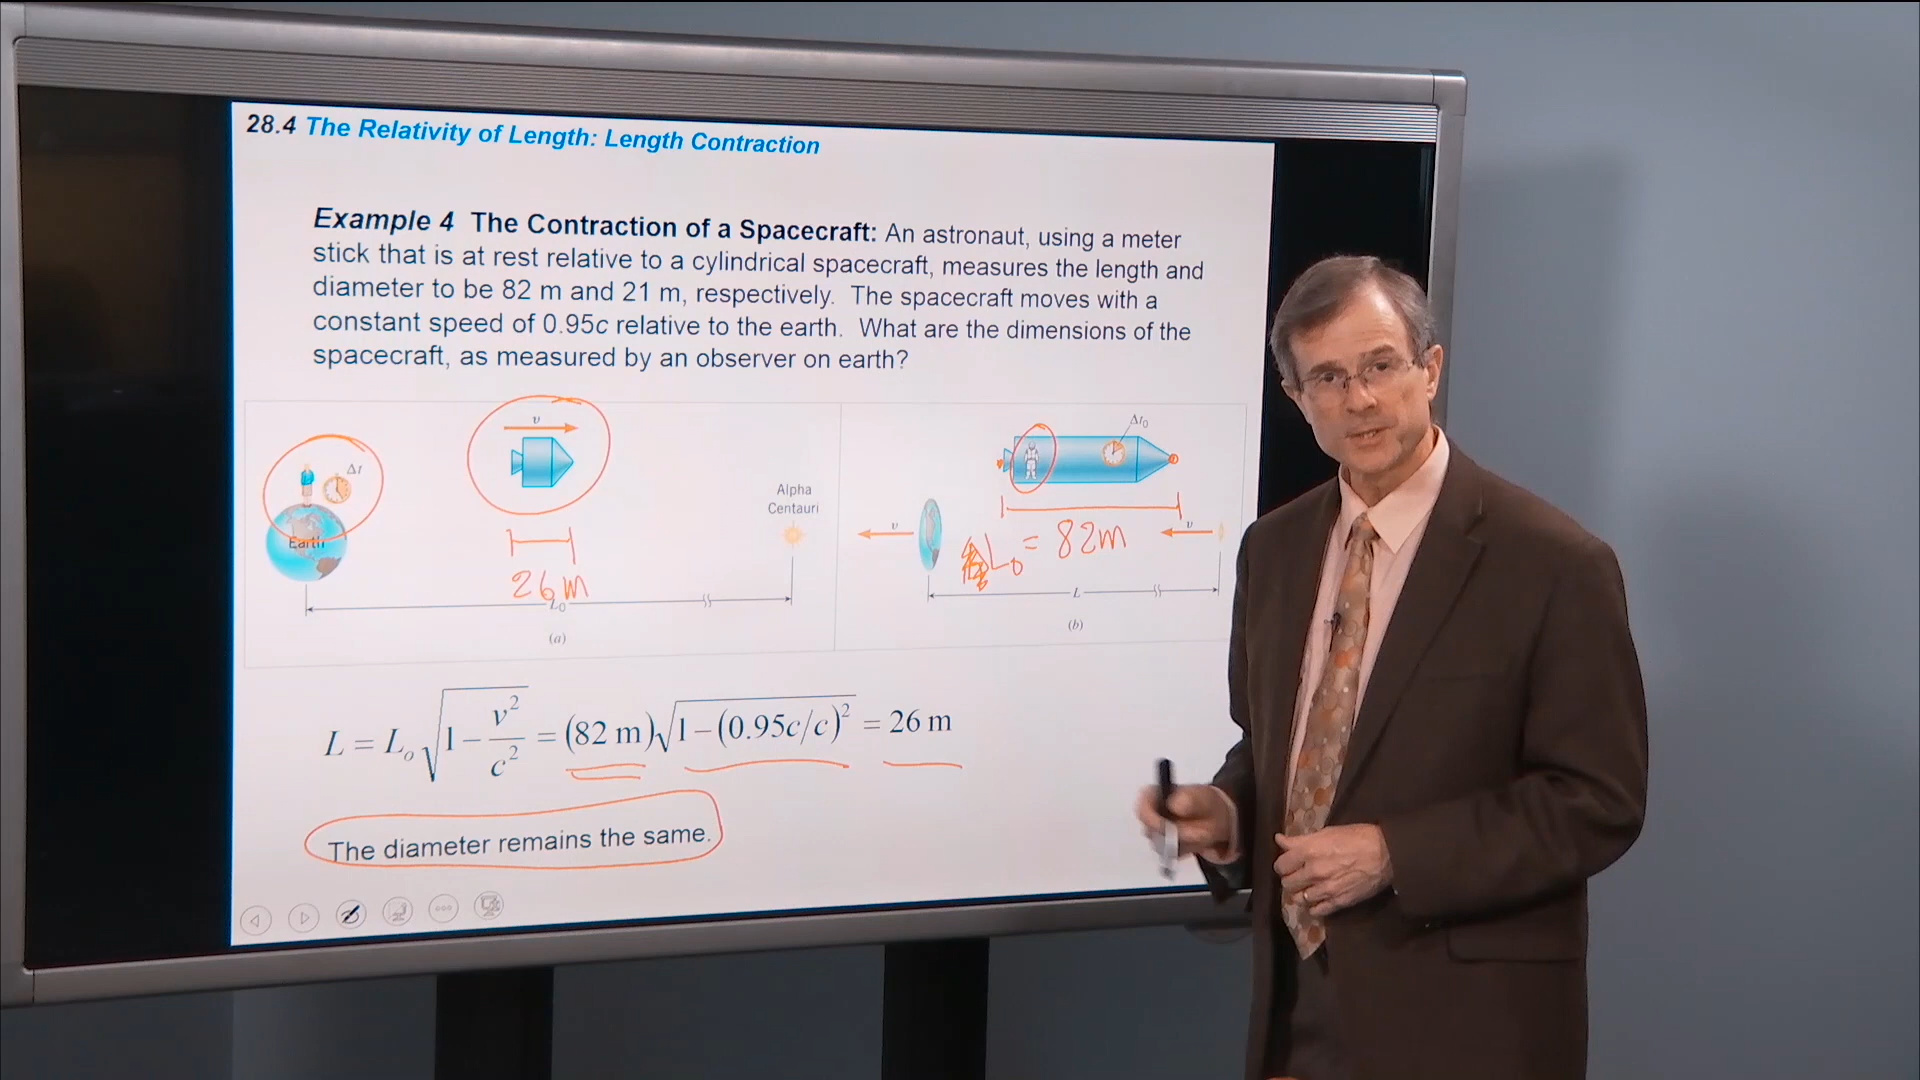 28.4 The Relativity of Length: Length Contraction
Example 4 The Contraction of a Spacecraft: An astronaut, using a meter
stick that is at rest relative to a cylindrical spacecraft, measures the length and
diameter to be 82 m and 21 m, respectively. The spacecraft moves with a
constant speed of 0.95c relative to the earth. What are the dimensions of the
spacecraft, as measured by an observer on earth?
v
Δt
Earth
Alpha
Centauri
26 m
L₀
(a)
Δt₀
v
v
L₀ = 82m
L
(b)
L = Lₒ √(1 − v²/c²) = (82 m)√(1 − (0.95c/c)²) = 26 m
The diameter remains the same.